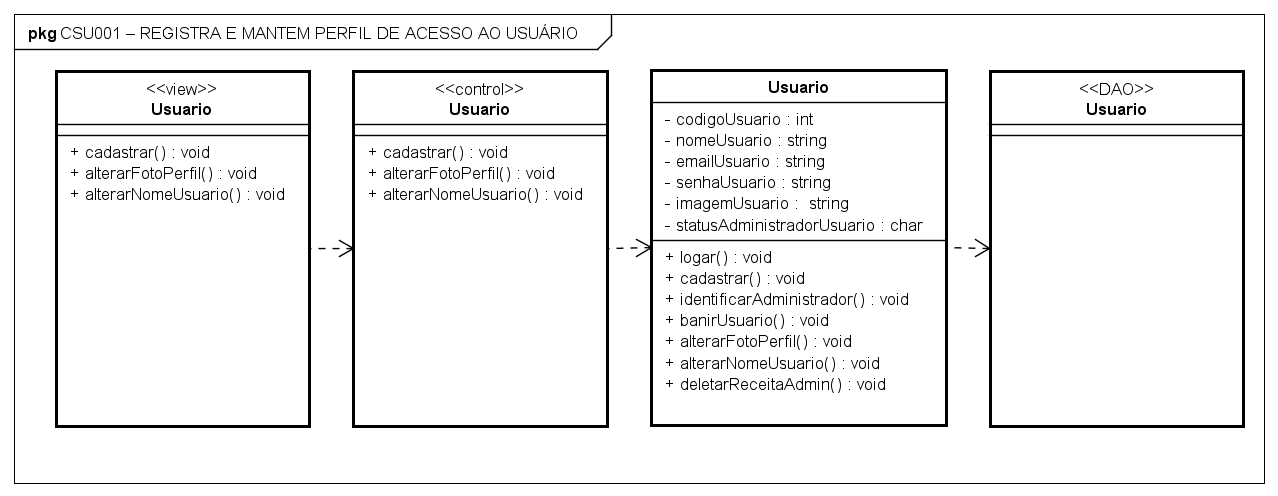 pkg CSU001 – REGISTRA E MANTEM PERFIL DE ACESSO AO USUÁRIO
<<view>>
Usuario
+ cadastrar() : void
+ alterarFotoPerfil() : void
+ alterarNomeUsuario() : void
<<control>>
Usuario
+ cadastrar() : void
+ alterarFotoPerfil() : void
+ alterarNomeUsuario() : void
Usuario
- codigoUsuario : int
- nomeUsuario : string
- emailUsuario : string
- senhaUsuario : string
- imagemUsuario : string
- statusAdministradorUsuario : char
+ logar() : void
+ cadastrar() : void
+ identificarAdministrador() : void
+ banirUsuario() : void
+ alterarFotoPerfil() : void
+ alterarNomeUsuario() : void
+ deletarReceitaAdmin() : void
<<DAO>>
Usuario